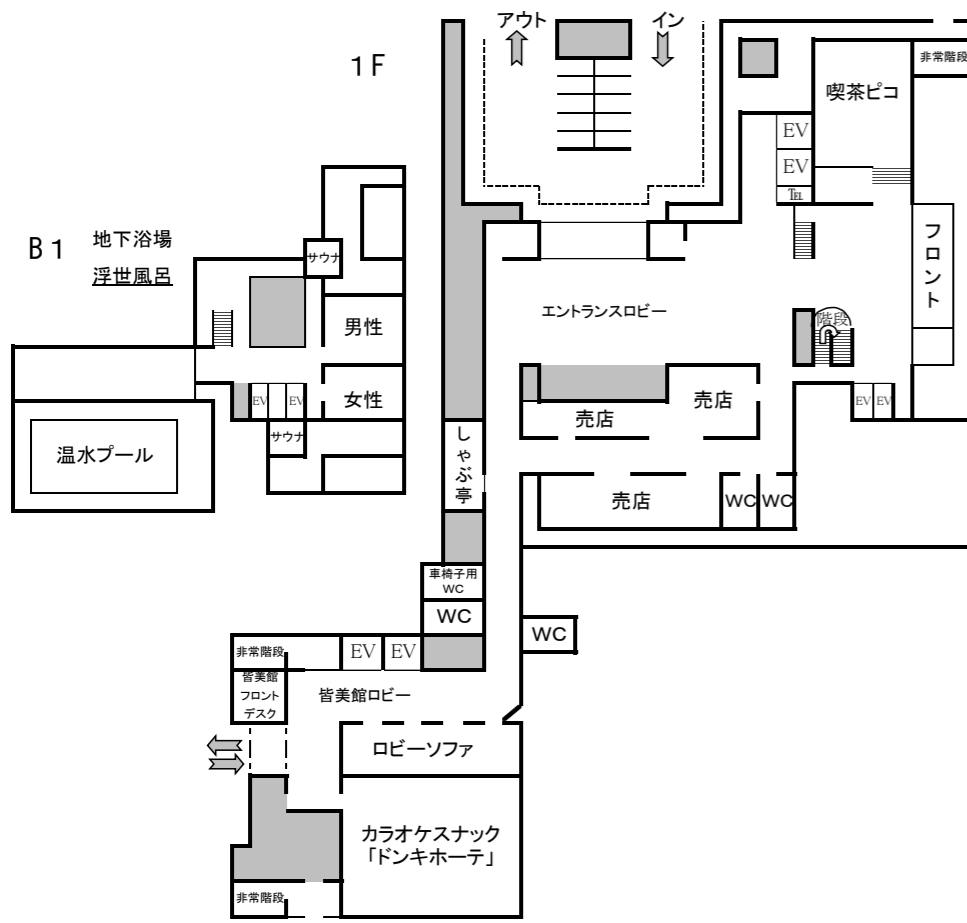 アウト
イン
1F
非常階段
喫茶ピコ
EV
EV
TEL
フロント
B1
地下浴場
浮世風呂
サウナ
男性
女性
EV
EV
サウナ
温水プール
エントランスロビー
階段
EV
EV
売店
売店
しゃぶ亭
売店
WC
WC
車椅子用
WC
WC
WC
非常階段
EV
EV
皆美館
フロント
デスク
皆美館ロビー
ロビーソファ
カラオケスナック
「ドンキホーテ」
非常階段